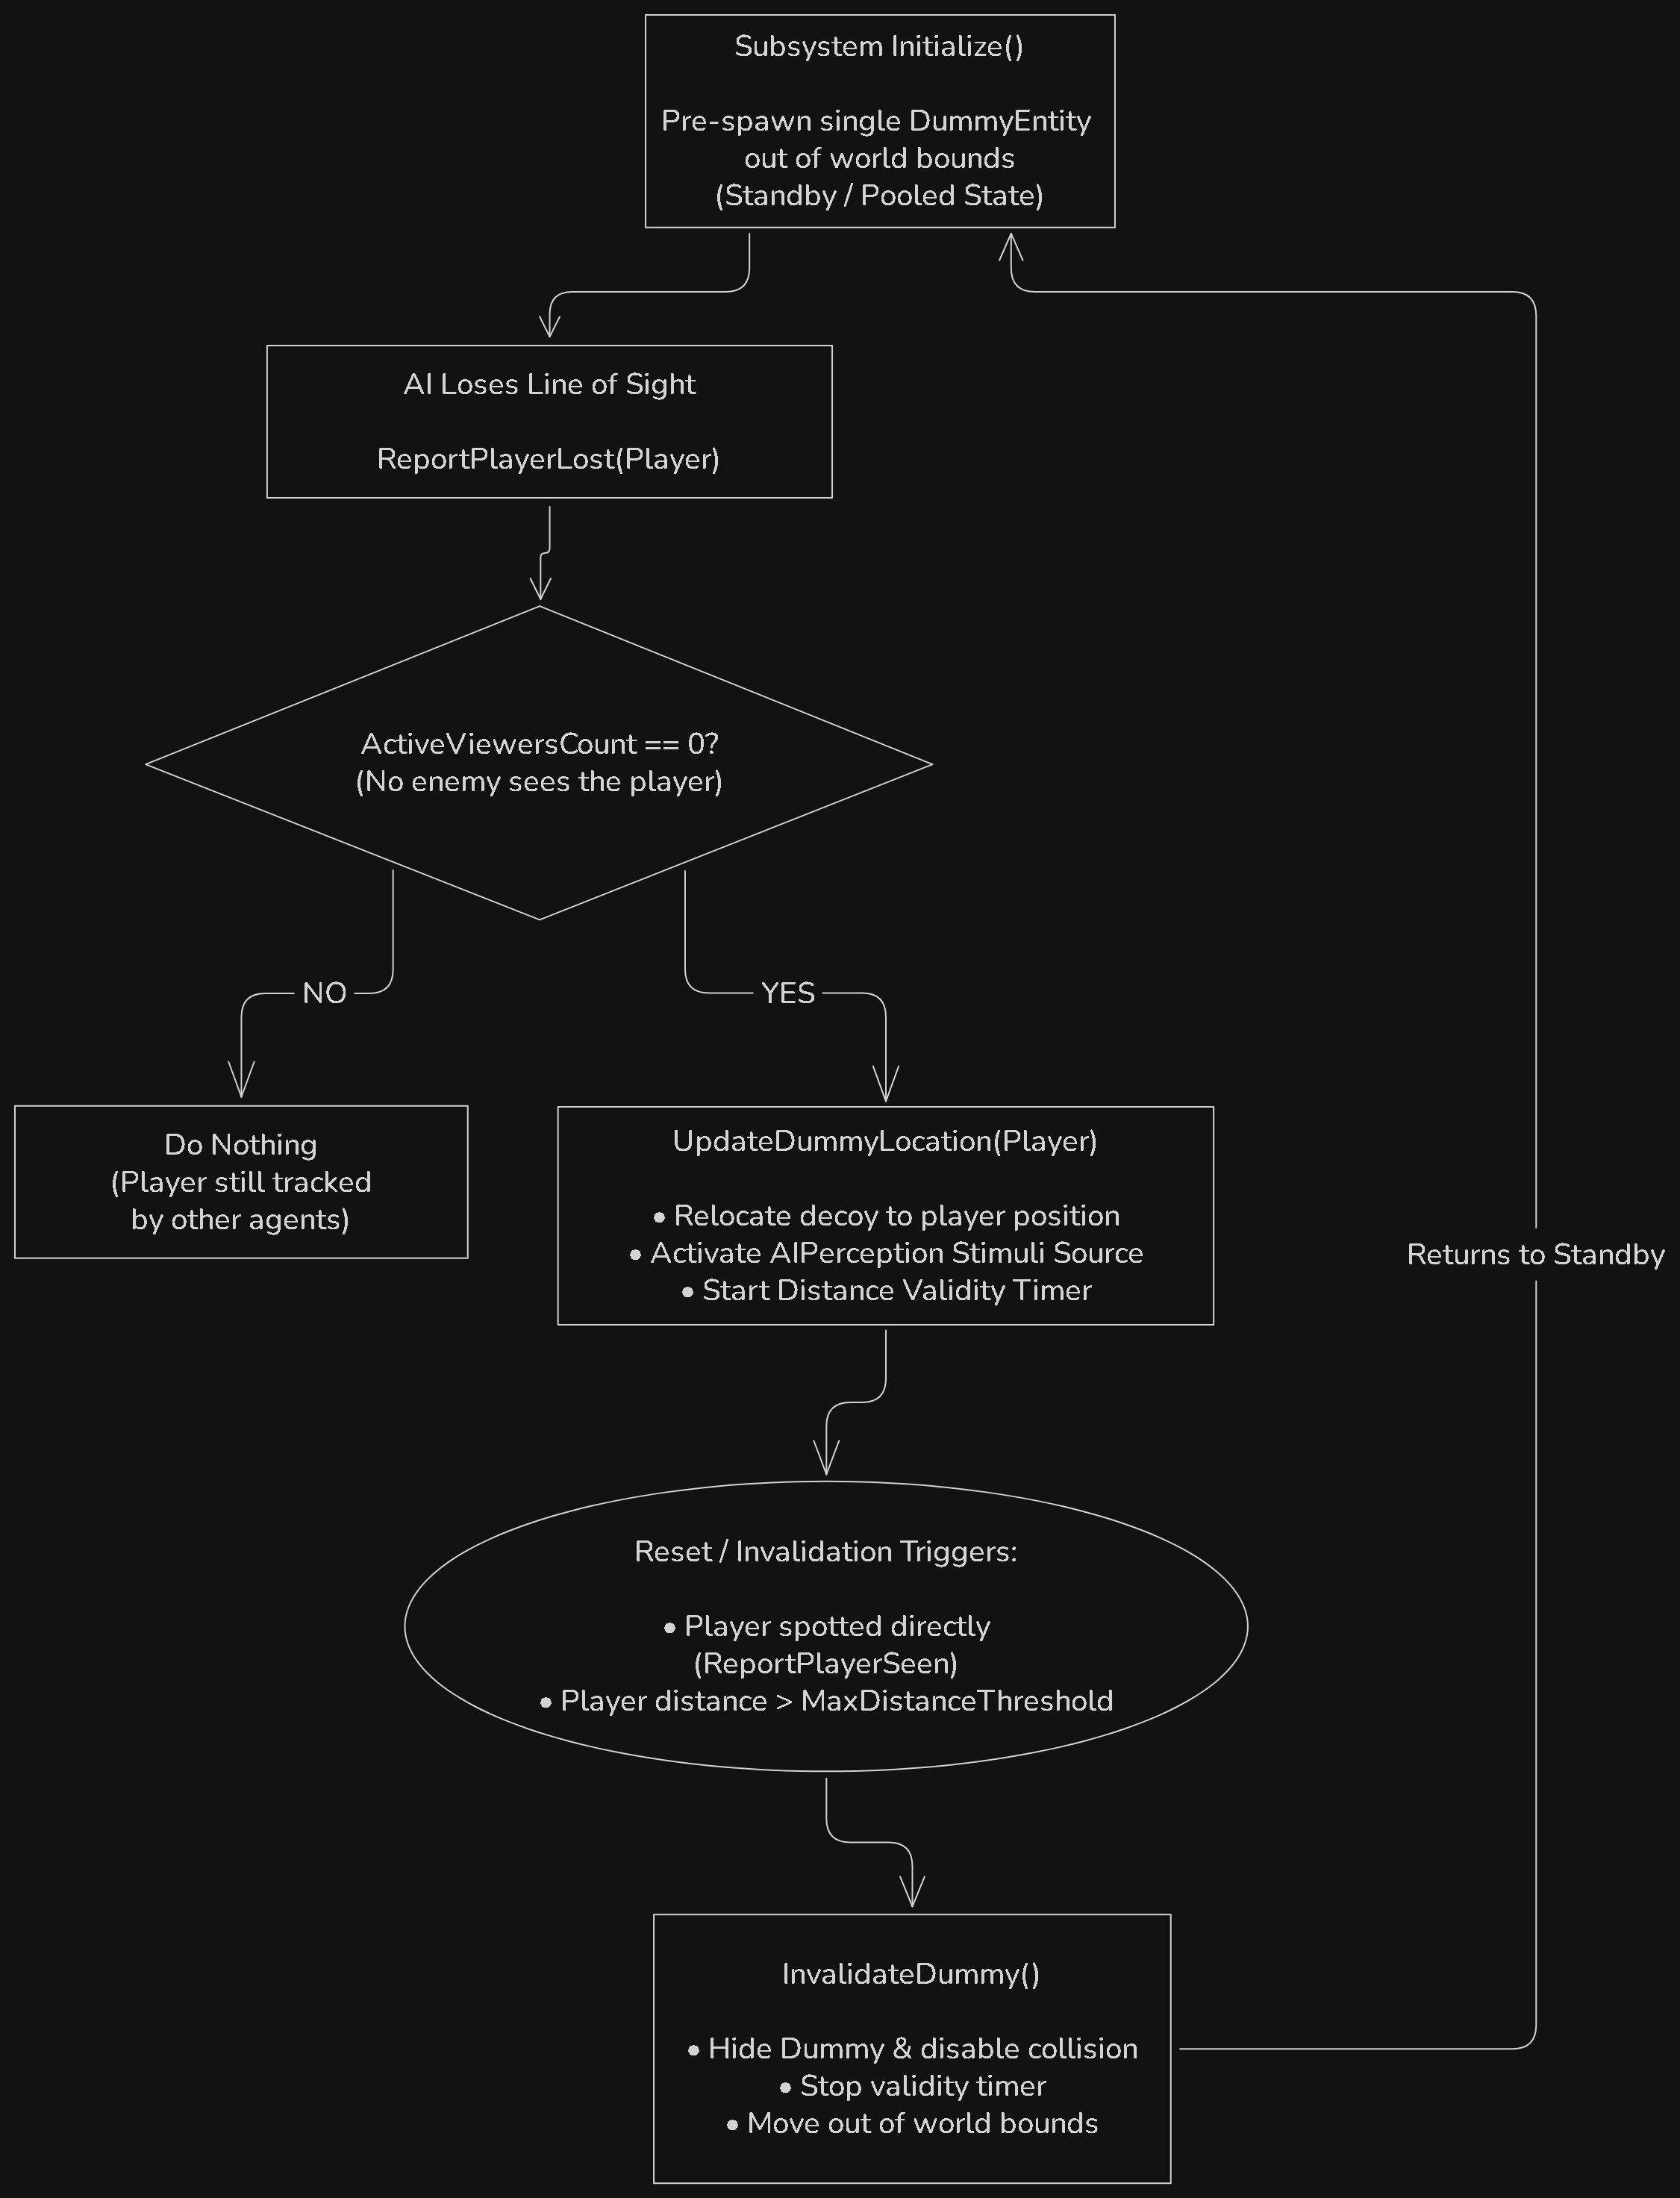 Subsystem Initialize()
Pre-spawn single DummyEntity
out of world bounds
(Standby / Pooled State)
AI Loses Line of Sight
ReportPlayerLost(Player)
ActiveViewersCount == 0?
(No enemy sees the player)
NO
YES
Do Nothing
(Player still tracked
by other agents)
UpdateDummyLocation(Player)
• Relocate decoy to player position
• Activate AIPerception Stimuli Source
• Start Distance Validity Timer
Returns to Standby
Reset / Invalidation Triggers:
• Player spotted directly
(ReportPlayerSeen)
• Player distance > MaxDistanceThreshold
InvalidateDummy()
• Hide Dummy & disable collision
• Stop validity timer
• Move out of world bounds